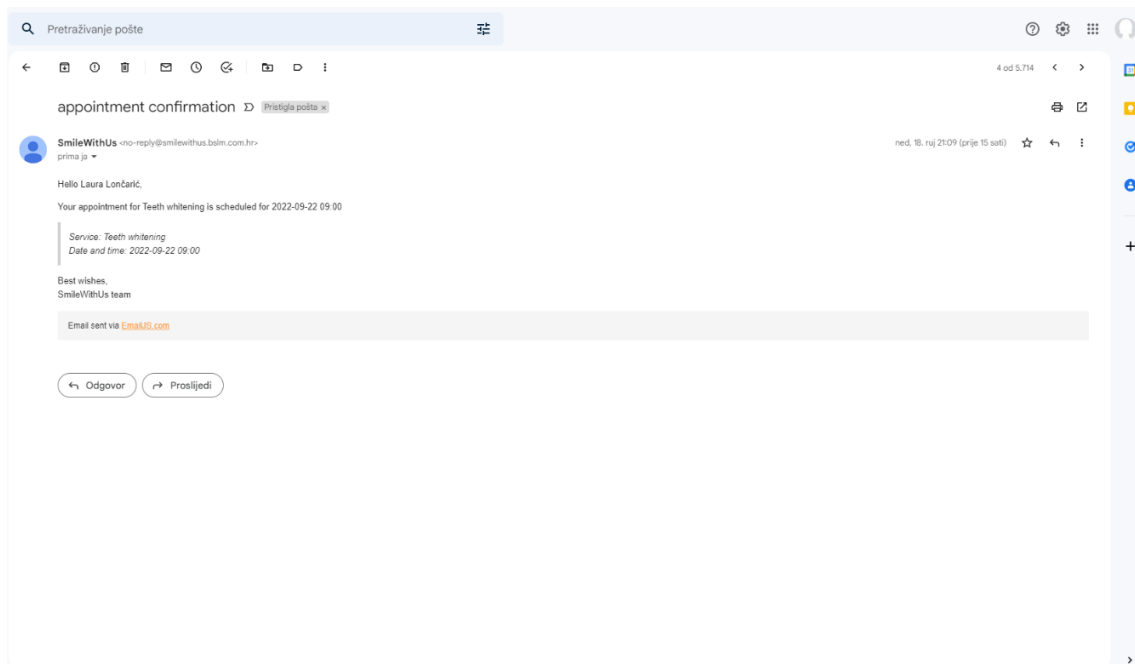 Pretraživanje pošte
4 od 5.714
appointment confirmation Pristigla pošta ×
SmileWithUs <no-reply@smilewithus.bslm.com.hr>
ned, 18. ruj 21:09 (prije 15 sati)
prima ja
Hello Laura Lončarić,
Your appointment for Teeth whitening is scheduled for 2022-09-22 09:00
Service: Teeth whitening
Date and time: 2022-09-22 09:00
Best wishes,
SmileWithUs team
Email sent via EmailJS.com
Odgovor
Proslijedi